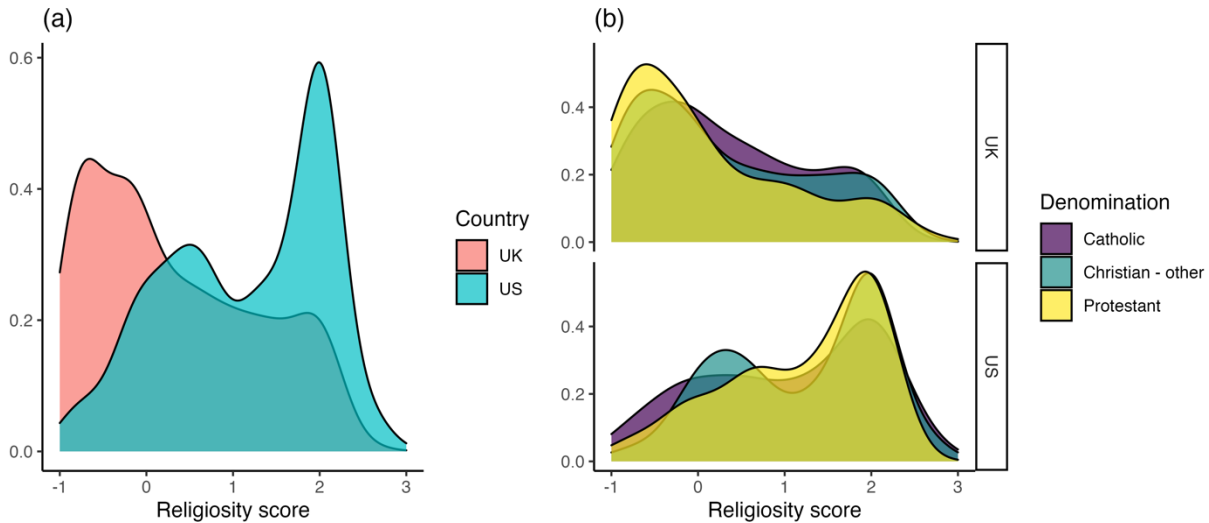 (a)
0.6
0.4
0.2
0.0
-1 0 1 2 3
Religiosity score
Country
UK
US
(b)
0.4
0.2
0.0
UK
0.4
0.2
0.0
US
-1 0 1 2 3
Religiosity score
Denomination
Catholic
Christian - other
Protestant